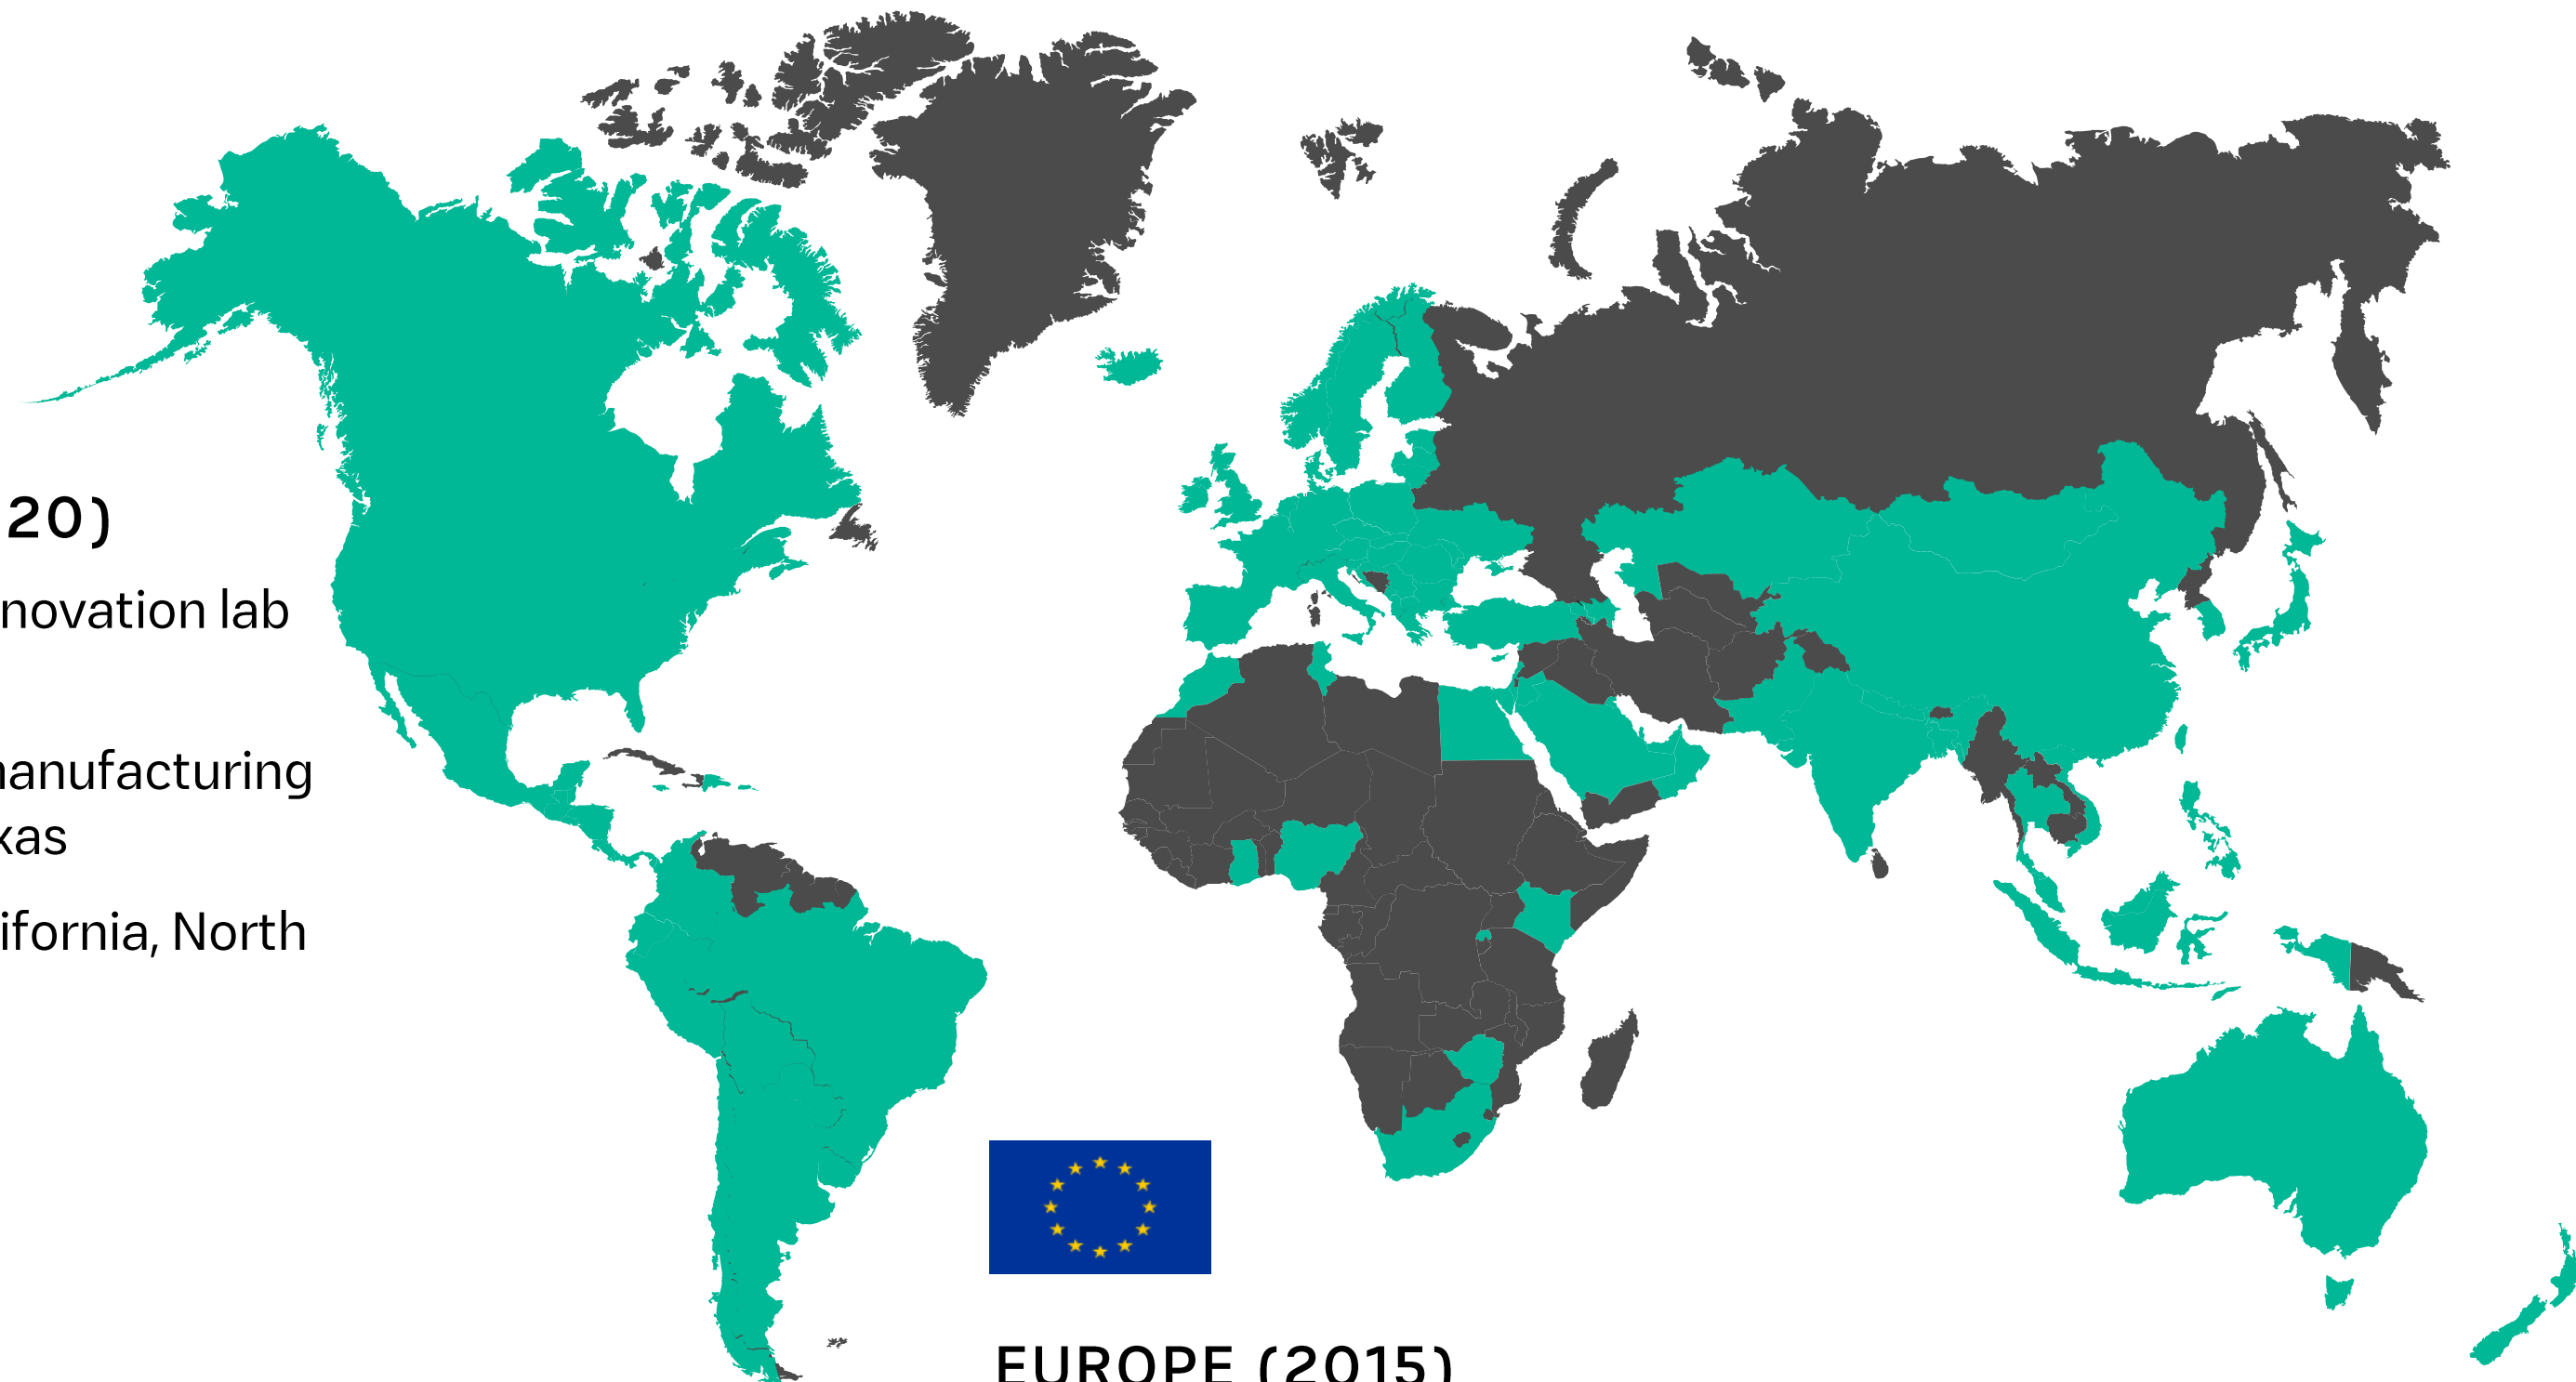 20)
novation lab
anufacturing
xas
ifornia, North
EUROPE (2015)